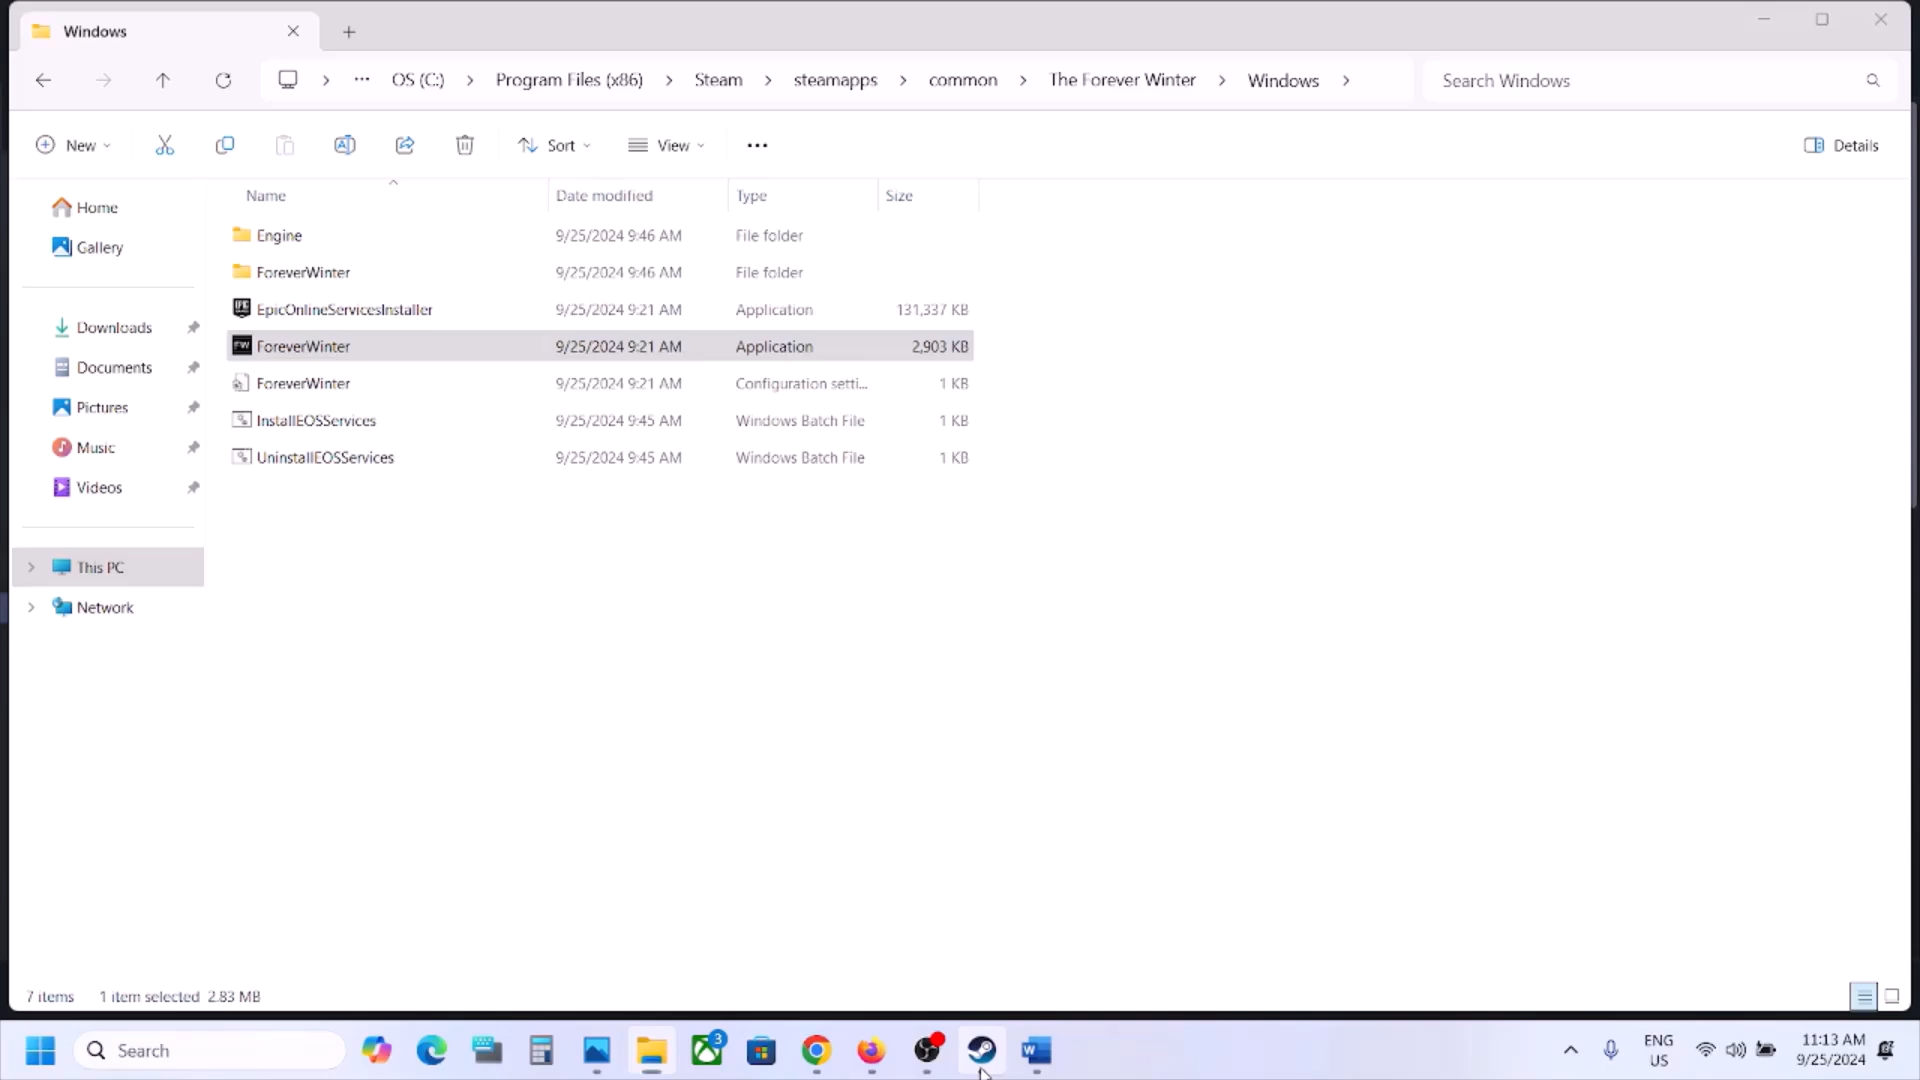 Windows
OS (C:) Program Files (x86) Steam steamapps common The Forever Winter Windows
Search Windows
New Sort View Details
Name Date modified Type Size
Home
Gallery
Downloads
Documents
Pictures
Music
Videos
This PC
Network
Engine 9/25/2024 9:46 AM File folder
ForeverWinter 9/25/2024 9:46 AM File folder
EpicOnlineServicesInstaller 9/25/2024 9:21 AM Application 131,337 KB
ForeverWinter 9/25/2024 9:21 AM Application 2,903 KB
ForeverWinter 9/25/2024 9:21 AM Configuration setti... 1 KB
InstallEOSServices 9/25/2024 9:45 AM Windows Batch File 1 KB
UninstallEOSServices 9/25/2024 9:45 AM Windows Batch File 1 KB
7 items 1 item selected 2.83 MB
Search
3
ENG
US
11:13 AM
9/25/2024